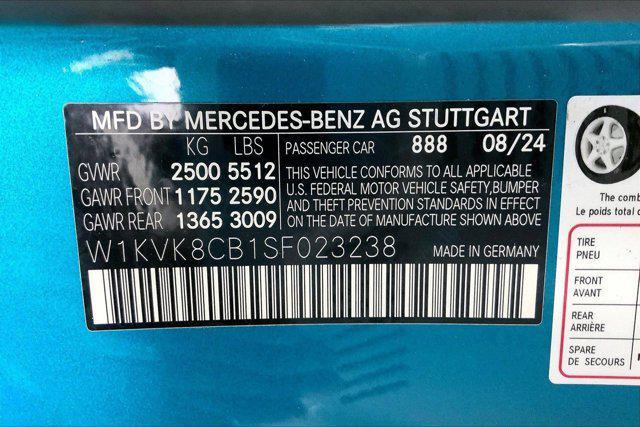 MFD BY MERCEDES-BENZ AG STUTTGART
KG LBS PASSENGER CAR 888 08/24
GVWR 2500 5512
GAWR FRONT 1175 2590
GAWR REAR 1365 3009
THIS VEHICLE CONFORMS TO ALL APPLICABLE
U.S. FEDERAL MOTOR VEHICLE SAFETY,BUMPER
AND THEFT PREVENTION STANDARDS IN EFFECT
ON THE DATE OF MANUFACTURE SHOWN ABOVE
W1KVK8CB1SF023238 MADE IN GERMANY
The
Le poids total
TIRE
PNEU
FRONT
AVANT
REAR
ARRIÈRE
SPARE
DE SECOURS